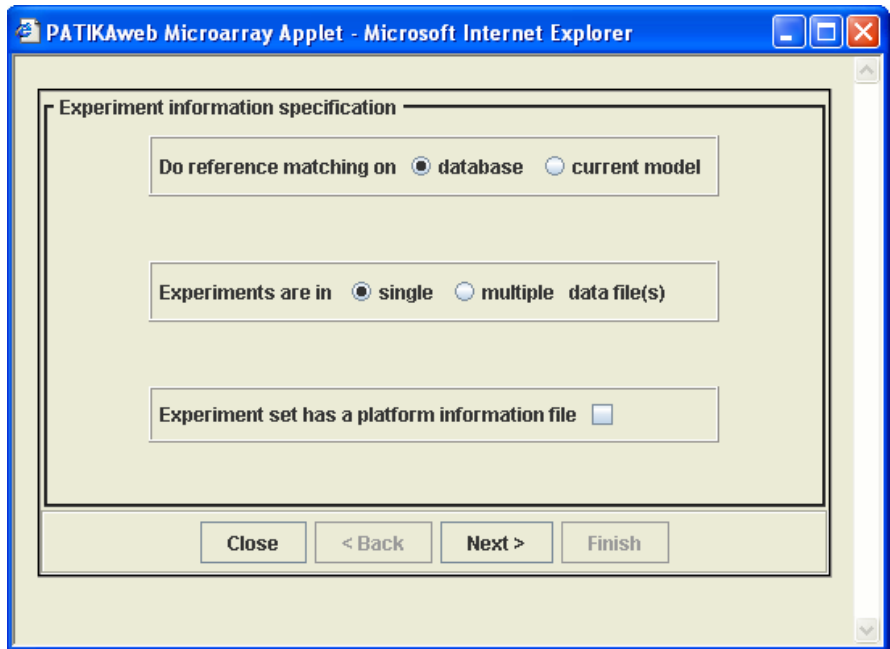 PATIKAweb Microarray Applet - Microsoft Internet Explorer
Experiment information specification
Do reference matching on database current model
Experiments are in single multiple data file(s)
Experiment set has a platform information file
Close < Back Next > Finish